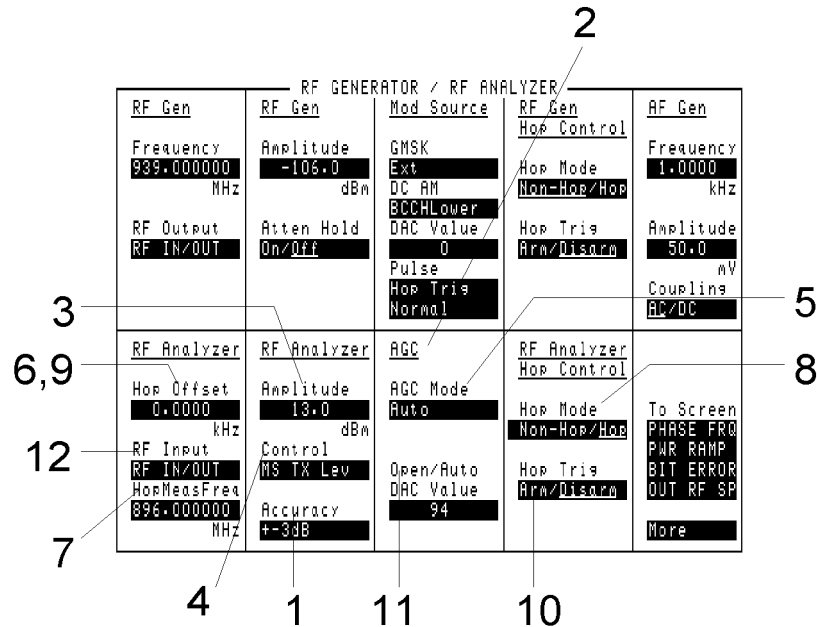 2
RF GENERATOR / RF ANALYZER
RF Gen
Frequency
939.000000
MHz
RF Output
RF IN/OUT
RF Gen
Amplitude
-106.0
dBm
Atten Hold
On/Off
Mod Source
GMSK
Ext
DC AM
BCCHLower
DAC Value
0
Pulse
Hop Trig
Normal
RF Gen
Hop Control
Hop Mode
Non-Hop/Hop
Hop Trig
Arm/Disarm
AF Gen
Frequency
1.0000
kHz
Amplitude
50.0
mV
Coupling
AC/DC
3
5
6,9
8
12
7
RF Analyzer
Hop Offset
0.0000
kHz
RF Input
RF IN/OUT
HopMeasFreq
896.000000
MHz
RF Analyzer
Amplitude
13.0
dBm
Control
MS TX Lev
Accuracy
+-3dB
AGC
AGC Mode
Auto
Open/Auto
DAC Value
94
RF Analyzer
Hop Control
Hop Mode
Non-Hop/Hop
Hop Trig
Arm/Disarm
To Screen
PHASE FRQ
PWR RAMP
BIT ERROR
OUT RF SP
More
4
1
11
10